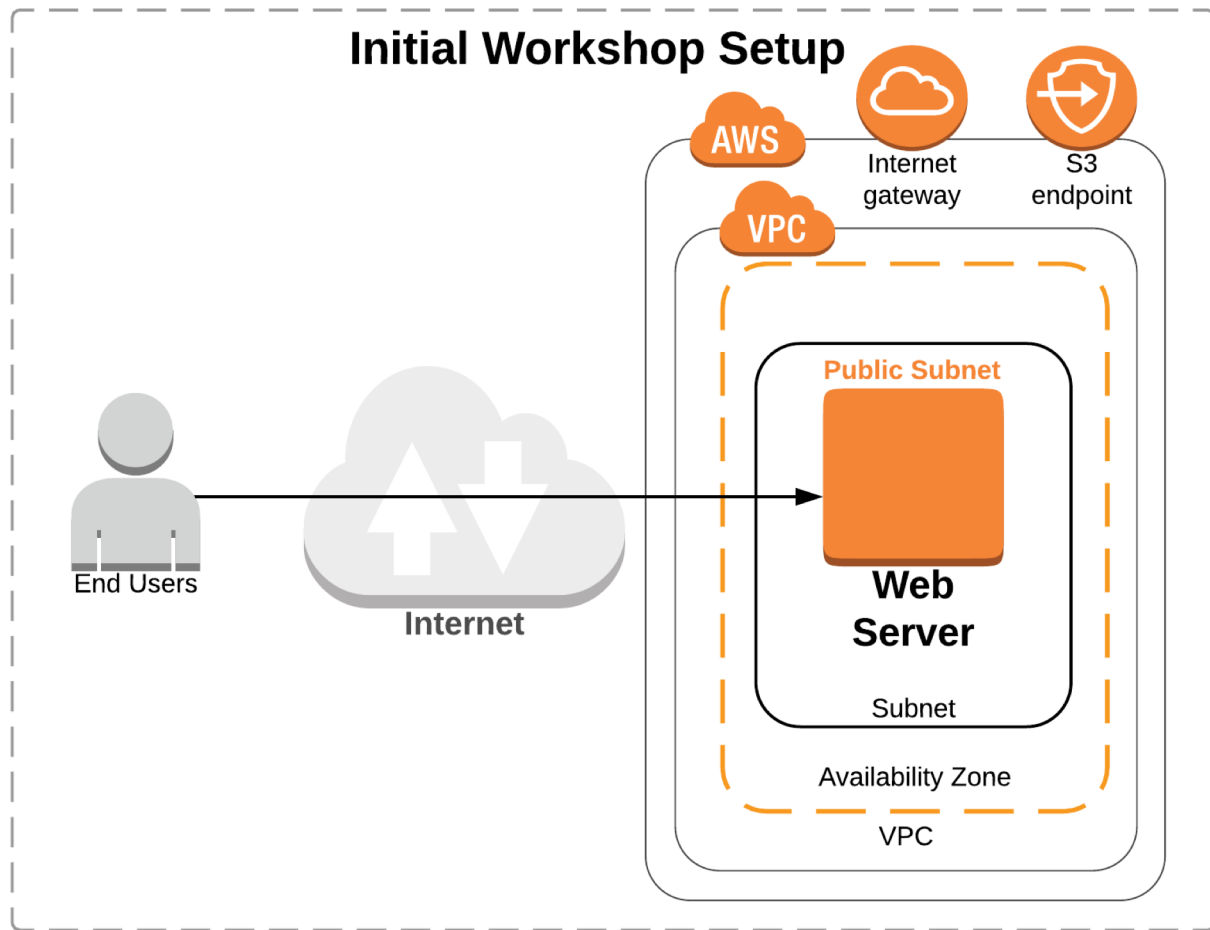 Initial Workshop Setup
AWS
Internet
gateway
S3
endpoint
VPC
Public Subnet
End Users
Internet
Web
Server
Subnet
Availability Zone
VPC